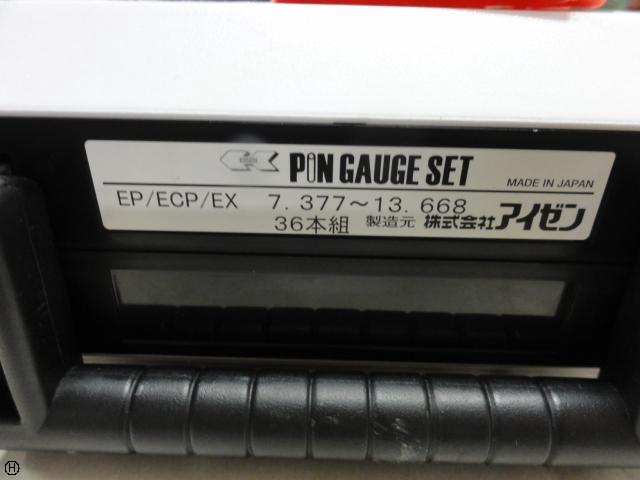 EISEN PiN GAUGE SET
MADE IN JAPAN
EP/ECP/EX 7.377～13.668
36本組 製造元 株式会社アイゼン
H